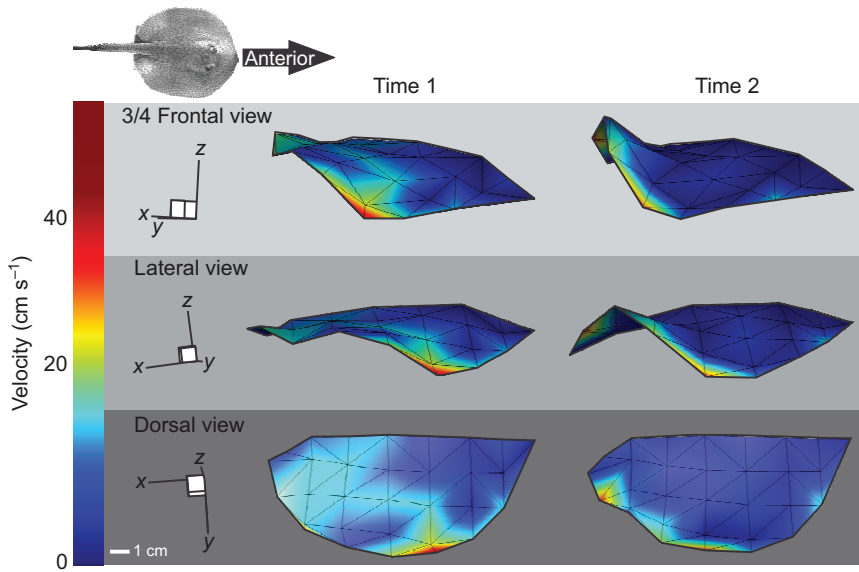 Anterior
Time 1 Time 2
3/4 Frontal view
z
x
y
40
Lateral view
z
x y
20
Velocity (cm s−1)
Dorsal view
z
x
y
1 cm
0